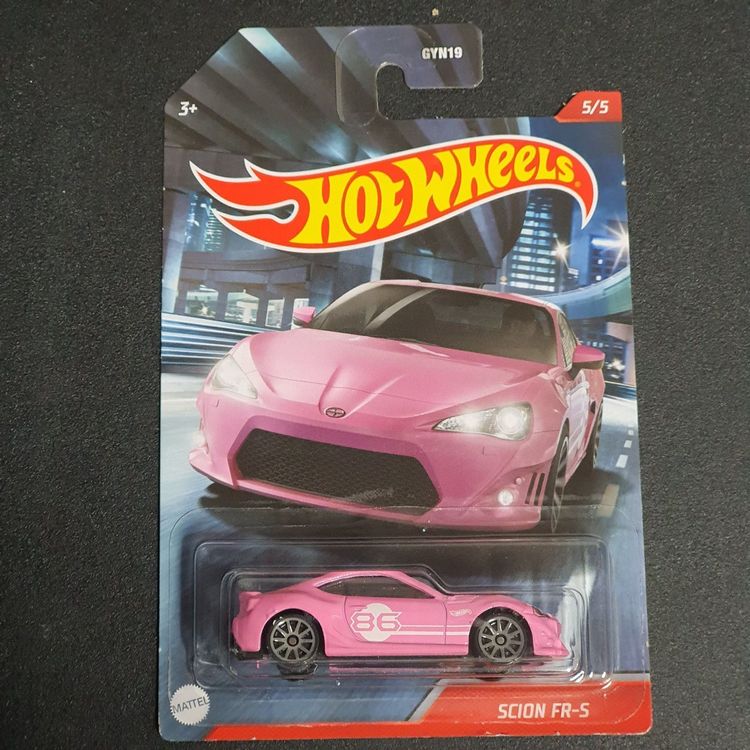 GYN19
3+
5/5
HOT WHEELS
86
SCION FR-S
MATTEL